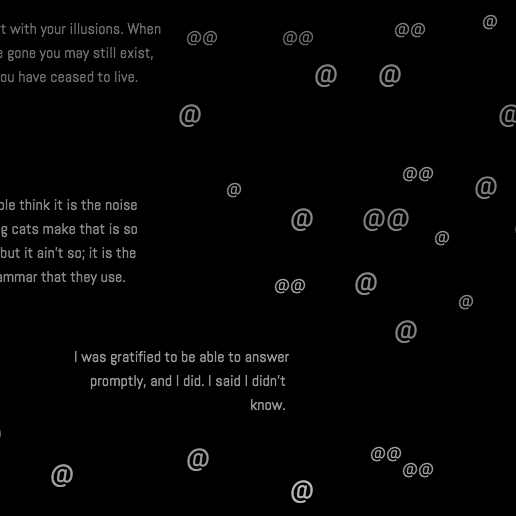 t with your illusions. When
gone you may still exist,
ou have ceased to live.
@@
@@
@@
@
@
@
@
@
@
@@
@
ple think it is the noise
g cats make that is so
but it ain't so; it is the
ammar that they use.
@
@@
@
@@
@
@
@
I was gratified to be able to answer
promptly, and I did. I said I didn't
know.
@
@
@
@@
@@